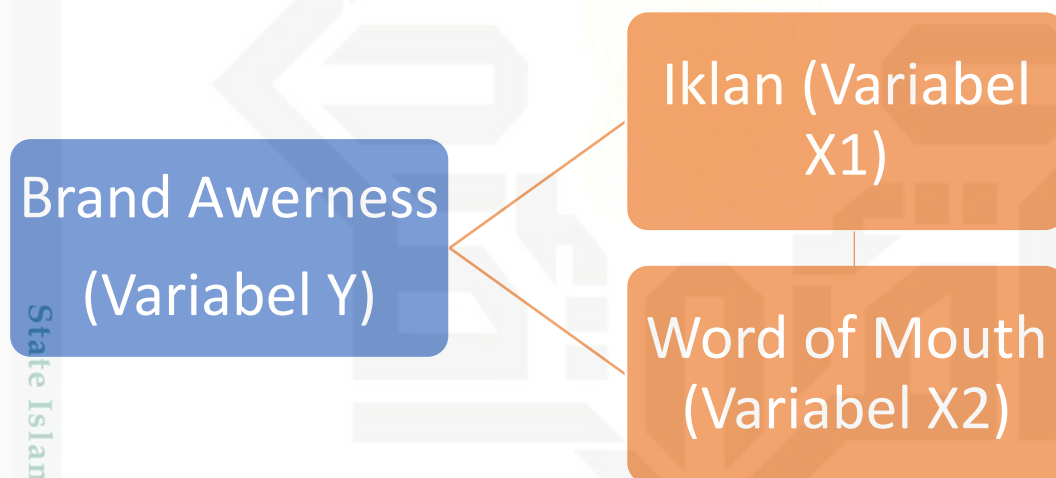 Brand Awerness
(Variabel Y)
Iklan (Variabel
X1)
Word of Mouth
(Variabel X2)
State Islam